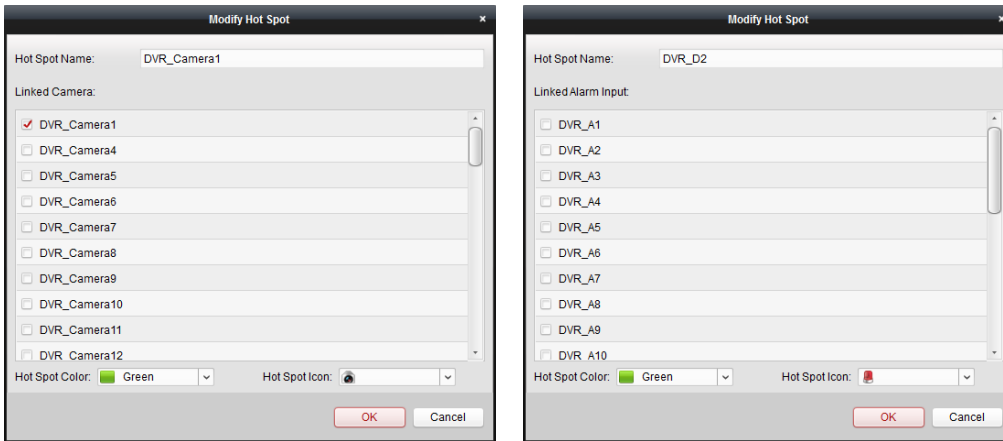 Modify Hot Spot x
Hot Spot Name: DVR_Camera1
Linked Camera:
DVR_Camera1
DVR_Camera4
DVR_Camera5
DVR_Camera6
DVR_Camera7
DVR_Camera8
DVR_Camera9
DVR_Camera10
DVR_Camera11
DVR_Camera12
Hot Spot Color: Green Hot Spot Icon:
OK Cancel
Modify Hot Spot x
Hot Spot Name: DVR_D2
Linked Alarm Input:
DVR_A1
DVR_A2
DVR_A3
DVR_A4
DVR_A5
DVR_A6
DVR_A7
DVR_A8
DVR_A9
DVR_A10
Hot Spot Color: Green Hot Spot Icon:
OK Cancel